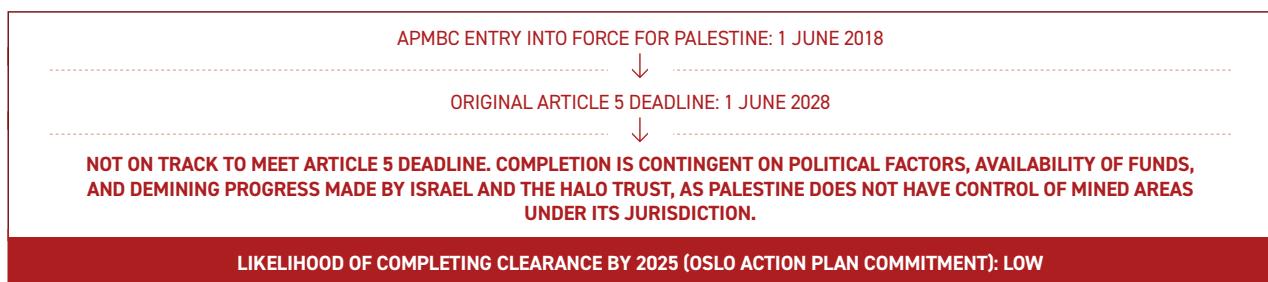 APMBC ENTRY INTO FORCE FOR PALESTINE: 1 JUNE 2018
ORIGINAL ARTICLE 5 DEADLINE: 1 JUNE 2028
NOT ON TRACK TO MEET ARTICLE 5 DEADLINE. COMPLETION IS CONTINGENT ON POLITICAL FACTORS, AVAILABILITY OF FUNDS,
AND DEMINING PROGRESS MADE BY ISRAEL AND THE HALO TRUST, AS PALESTINE DOES NOT HAVE CONTROL OF MINED AREAS
UNDER ITS JURISDICTION.
LIKELIHOOD OF COMPLETING CLEARANCE BY 2025 (OSLO ACTION PLAN COMMITMENT): LOW